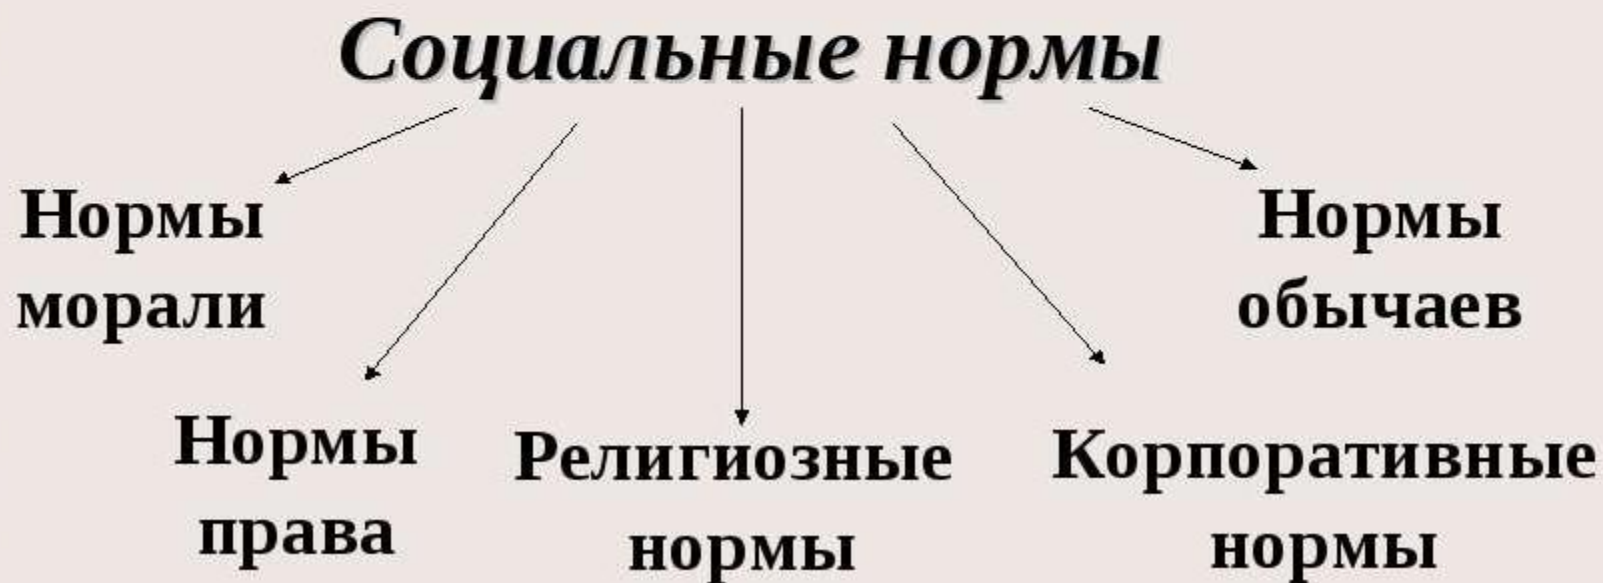 Социальные нормы
Нормы
морали
Нормы
обычаев
Нормы
права
Религиозные
нормы
Корпоративные
нормы